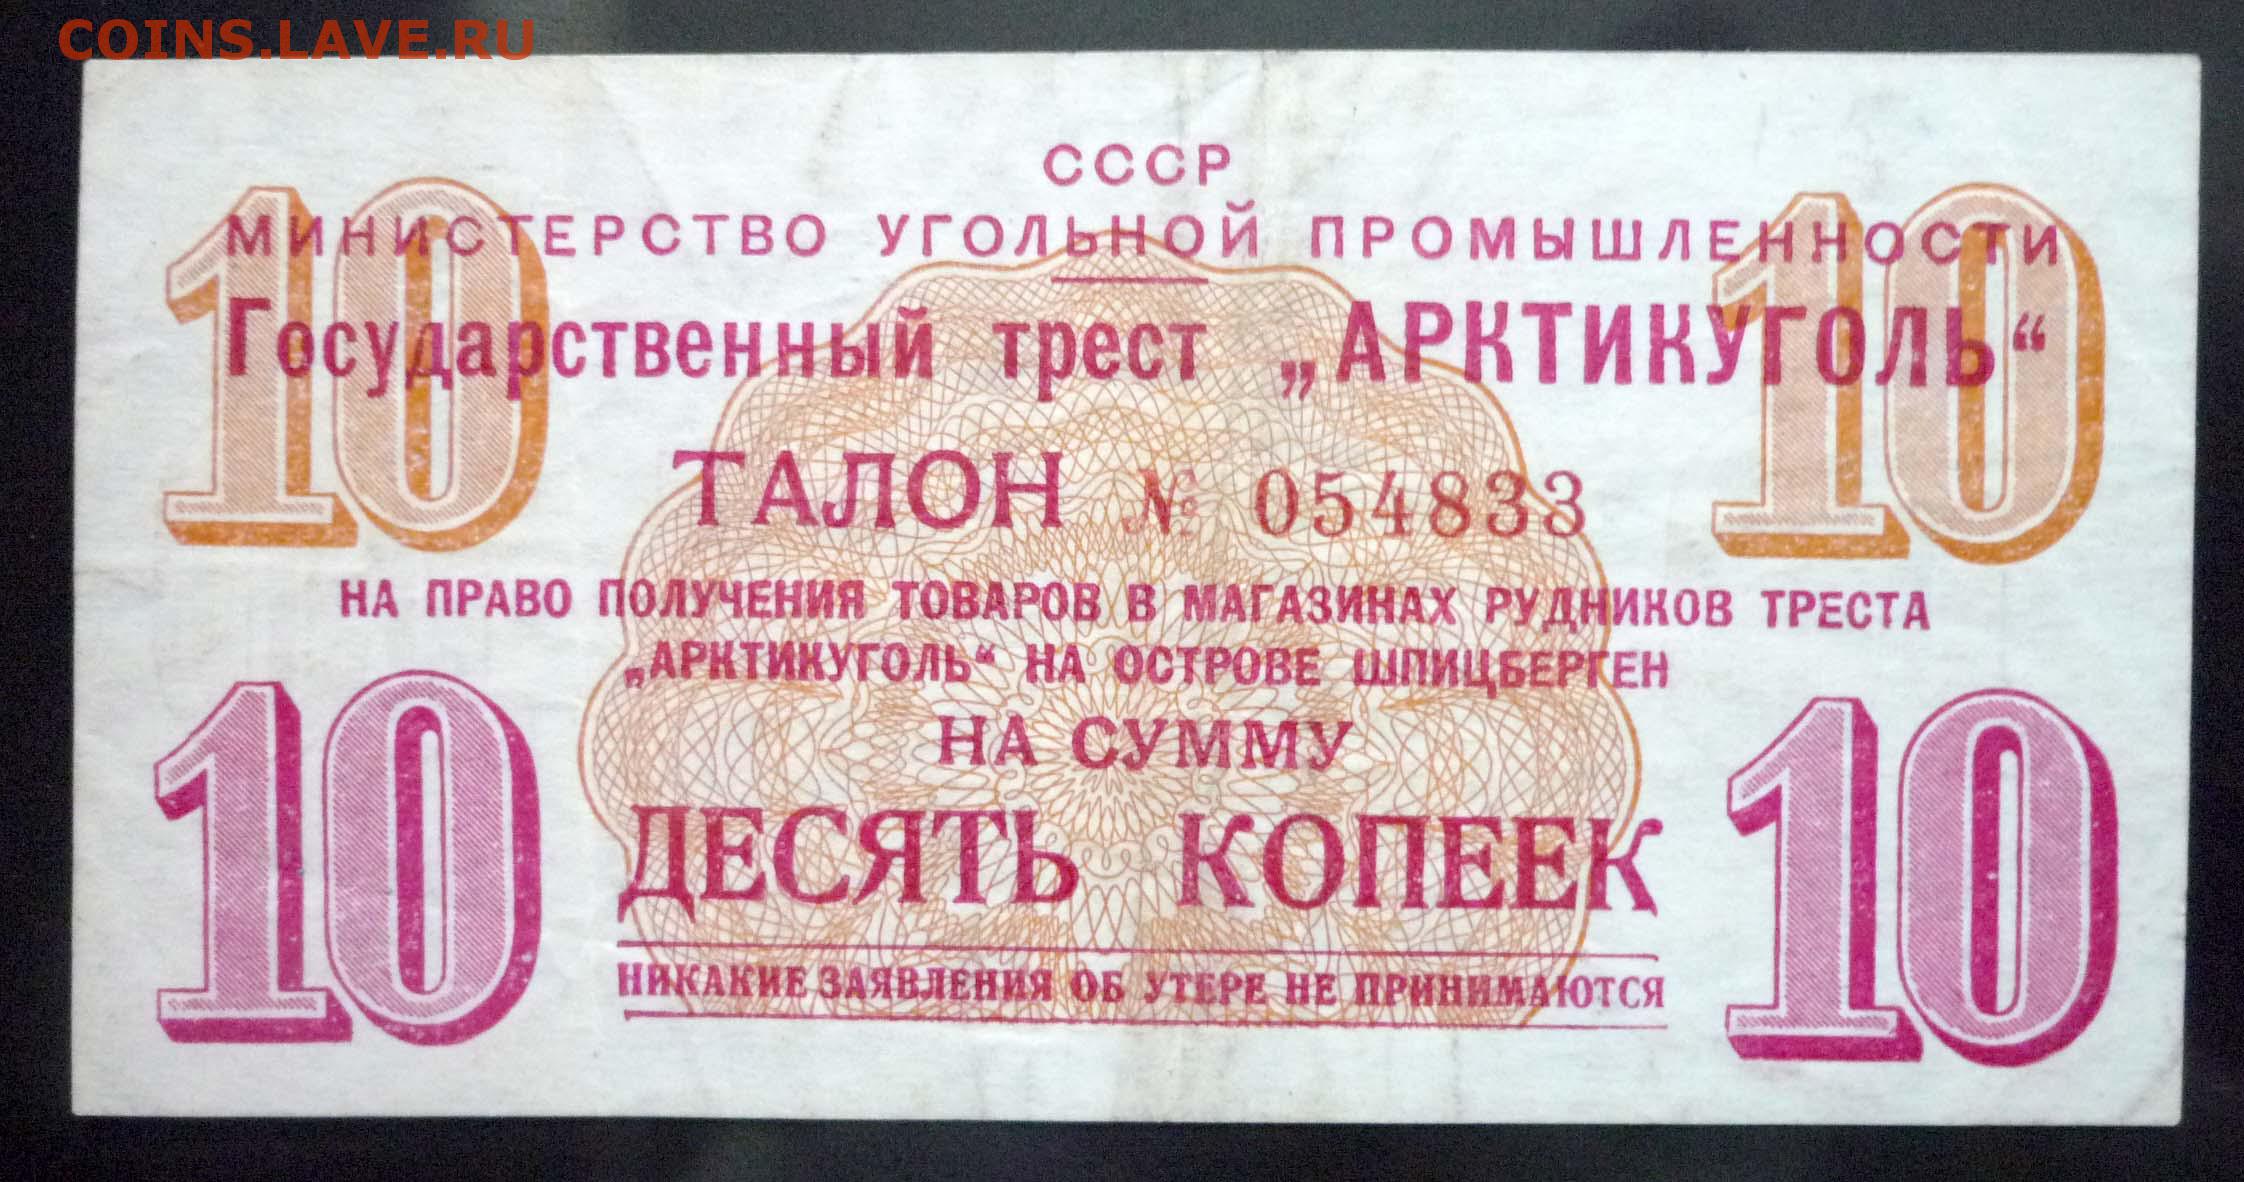 COINS.LAVE.RU
СССР
МИНИСТЕРСТВО УГОЛЬНОЙ ПРОМЫШЛЕННОСТИ
Государственный трест „АРКТИКУГОЛЬ“
10 10
ТАЛОН № 054833
НА ПРАВО ПОЛУЧЕНИЯ ТОВАРОВ В МАГАЗИНАХ РУДНИКОВ ТРЕСТА
„АРКТИКУГОЛЬ“ НА ОСТРОВЕ ШПИЦБЕРГЕН
НА СУММУ
ДЕСЯТЬ КОПЕЕК
10 10
НИКАКИЕ ЗАЯВЛЕНИЯ ОБ УТЕРЕ НЕ ПРИНИМАЮТСЯ